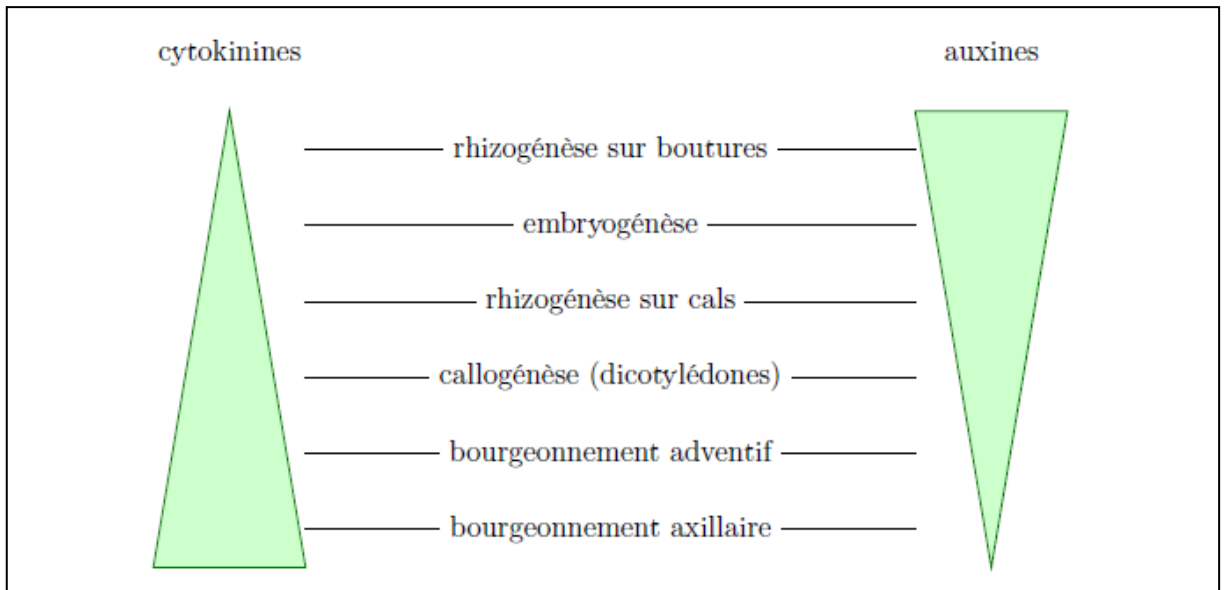 cytokinines
auxines
rhizogénèse sur boutures
embryogénèse
rhizogénèse sur cals
callogénèse (dicotylédones)
bourgeonnement adventif
bourgeonnement axillaire